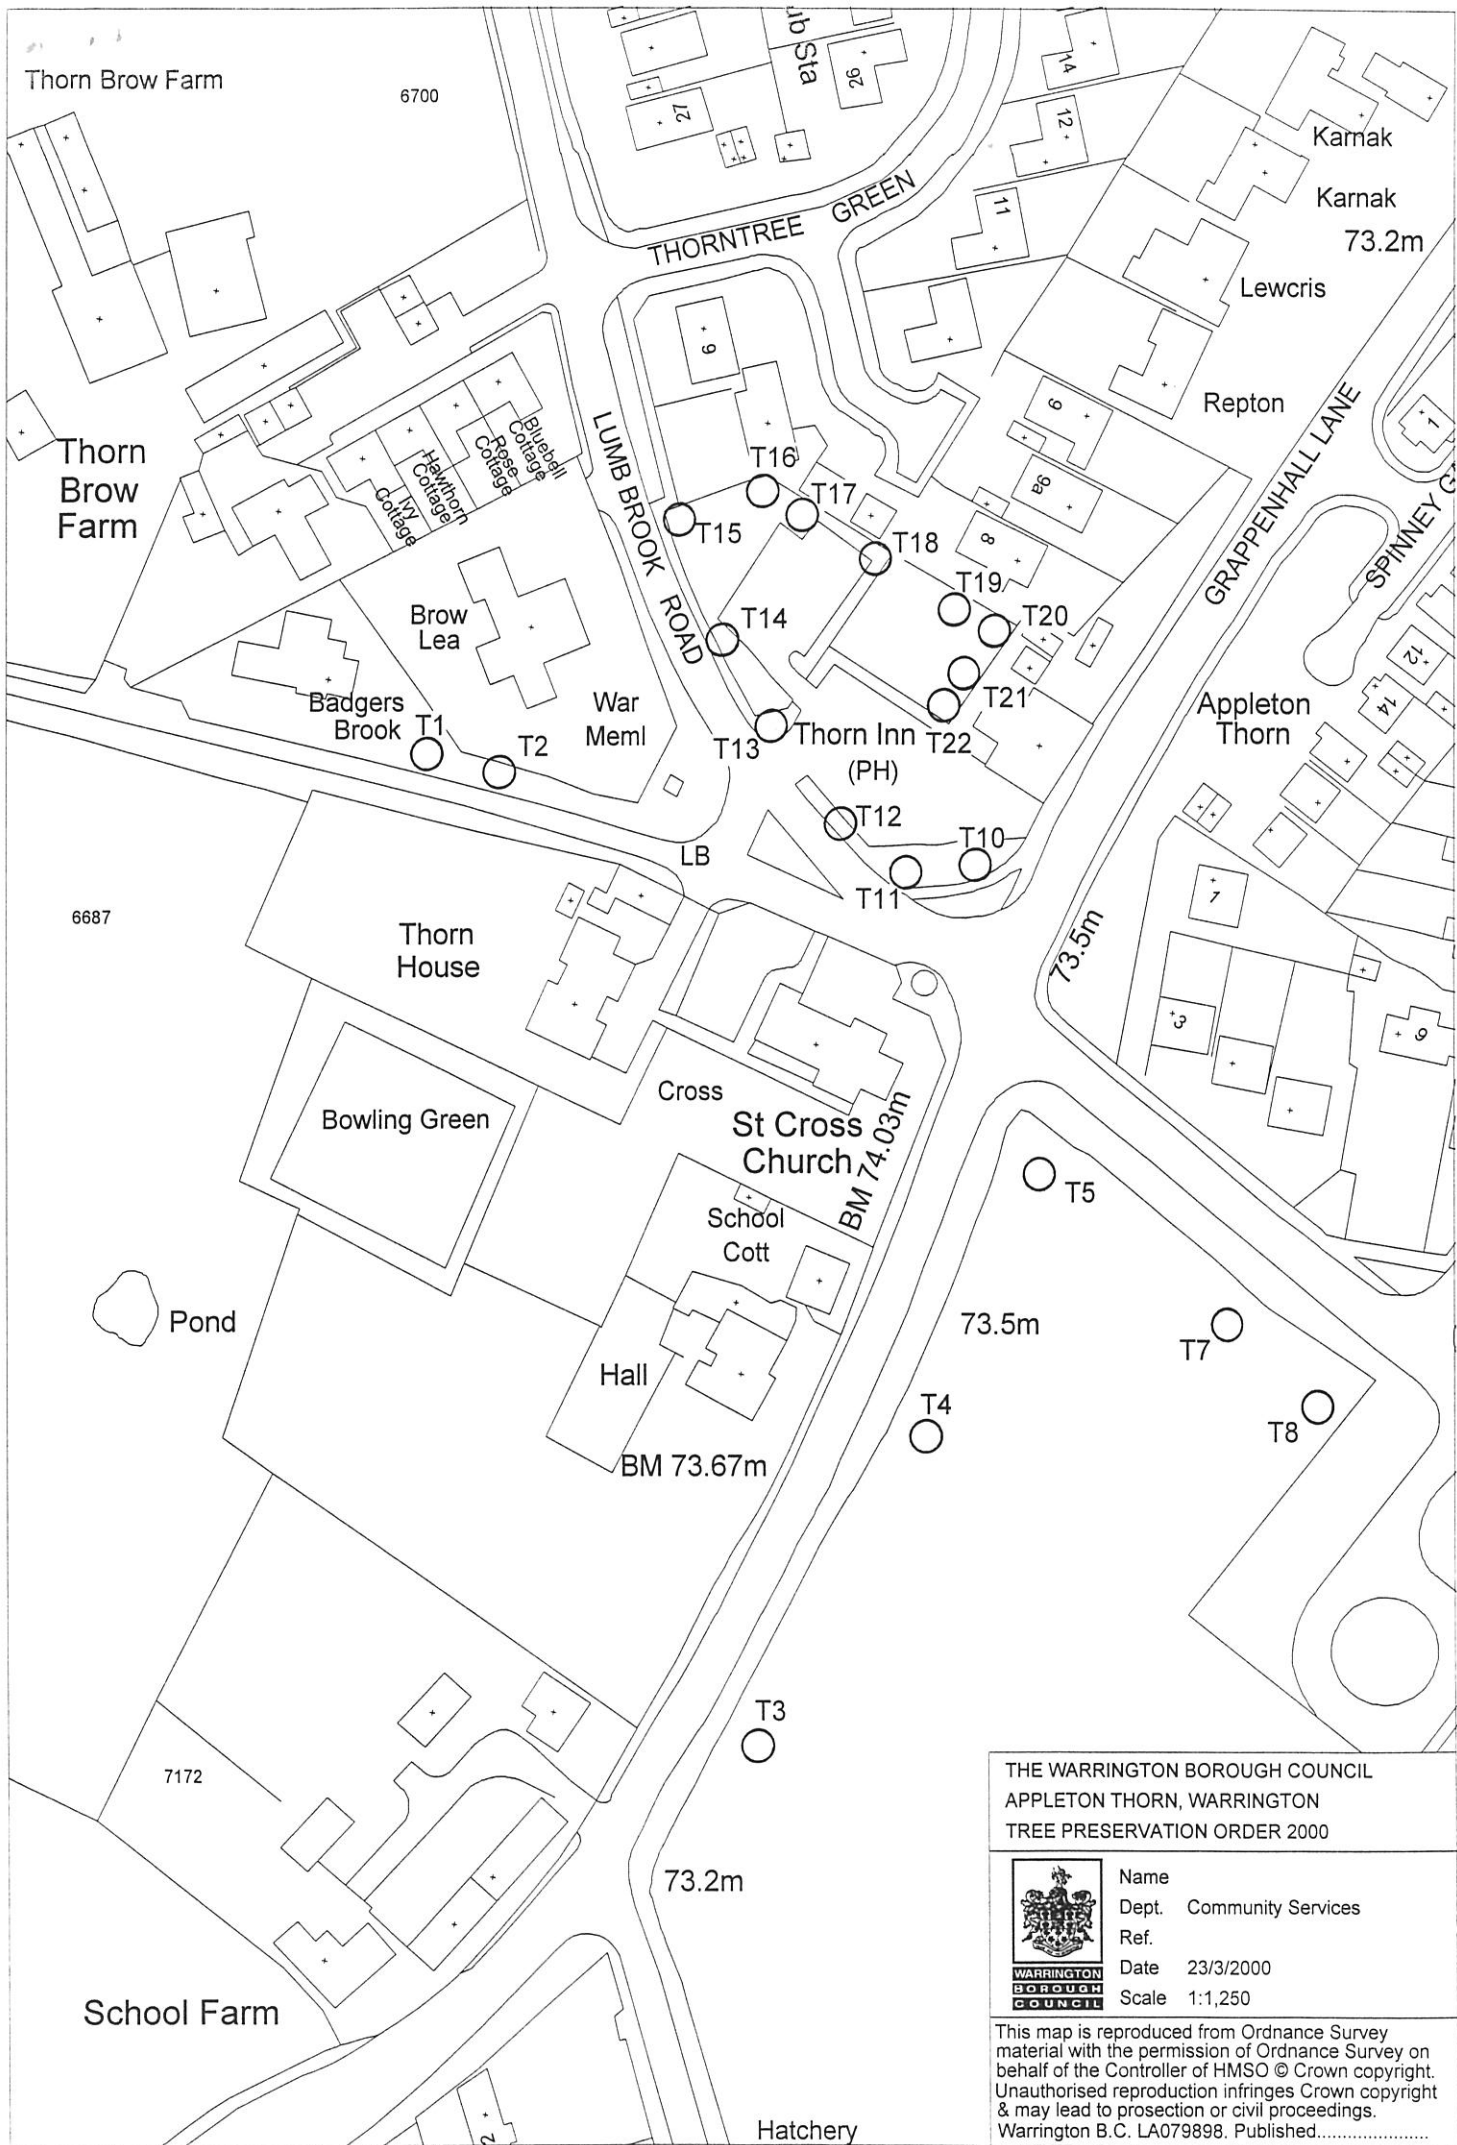 Thorn Brow Farm
6700
27
ub Sta
26
14
12
11
Karnak
Karnak
73.2m
Lewcris
THORNTREE GREEN
9
Repton
9
9a
8
GRAPPENHALL LANE
1
SPINNEY GA
Thorn
Brow
Farm
Bluebell
Cottage
Rose
Cottage
Hawthorn
Cottage
Ivy
Cottage
LUMB BROOK ROAD
T16
T17
T15
T18
T19
T20
T14
T21
T22
T13
Brow
Lea
War
Meml
Badgers
Brook
T1
T2
Thorn Inn
(PH)
T12
T10
T11
Appleton
Thorn
12
14
LB
6687
Thorn
House
73.5m
1
3
9
Bowling Green
Cross
St Cross
Church
BM 74.03m
School
Cott
T5
Pond
Hall
73.5m
T7
T4
T8
BM 73.67m
T3
7172
73.2m
School Farm
2
Hatchery
THE WARRINGTON BOROUGH COUNCIL
APPLETON THORN, WARRINGTON
TREE PRESERVATION ORDER 2000
WARRINGTON
BOROUGH
COUNCIL
Name
Dept. Community Services
Ref.
Date 23/3/2000
Scale 1:1,250
This map is reproduced from Ordnance Survey
material with the permission of Ordnance Survey on
behalf of the Controller of HMSO © Crown copyright.
Unauthorised reproduction infringes Crown copyright
& may lead to prosection or civil proceedings.
Warrington B.C. LA079898. Published......................